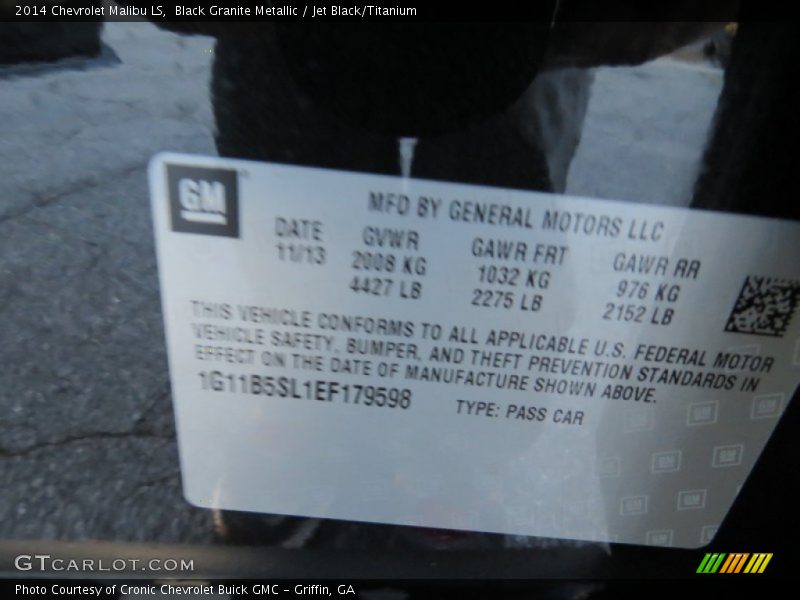 2014 Chevrolet Malibu LS, Black Granite Metallic / Jet Black/Titanium
GM
MFD BY GENERAL MOTORS LLC
DATE GVWR GAWR FRT GAWR RR
11/13 2008 KG 1032 KG 976 KG
4427 LB 2275 LB 2152 LB
THIS VEHICLE CONFORMS TO ALL APPLICABLE U.S. FEDERAL MOTOR
VEHICLE SAFETY, BUMPER, AND THEFT PREVENTION STANDARDS IN
EFFECT ON THE DATE OF MANUFACTURE SHOWN ABOVE.
1G11B5SL1EF179598 TYPE: PASS CAR
GTCARLOT.COM
Photo Courtesy of Cronic Chevrolet Buick GMC - Griffin, GA